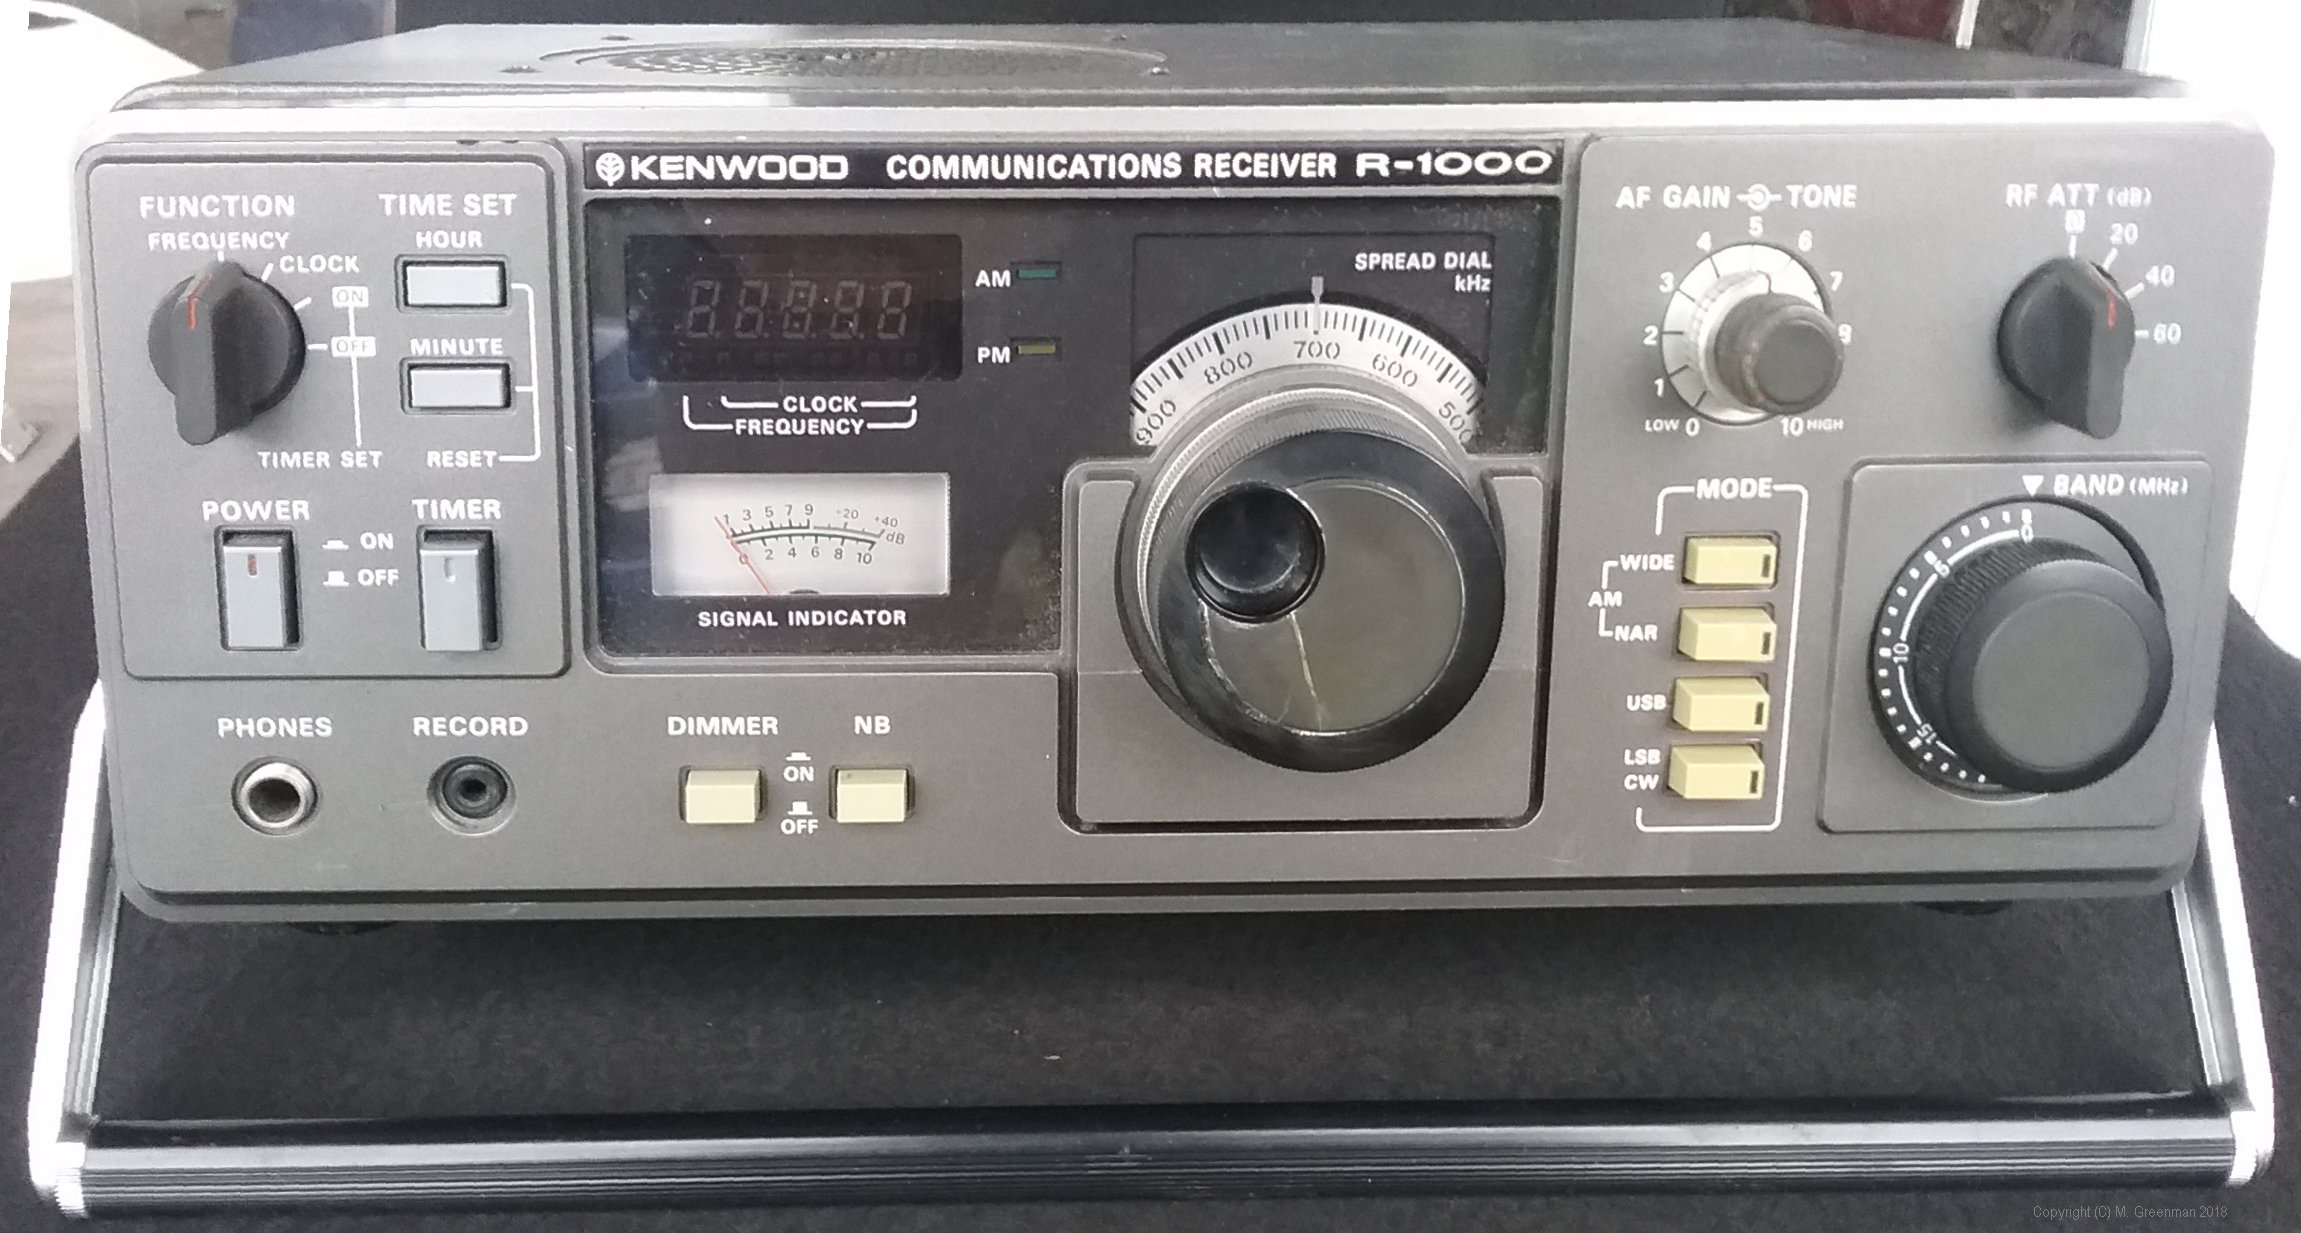 KENWOOD COMMUNICATIONS RECEIVER R-1000
FUNCTION
FREQUENCY
CLOCK
ON
OFF
TIMER SET
TIME SET
HOUR
MINUTE
RESET
POWER
ON
OFF
TIMER
PHONES
RECORD
AM
PM
CLOCK
FREQUENCY
1 3 5 7 9 +20 +40
dB
0 2 4 6 8 10
SIGNAL INDICATOR
DIMMER
ON
OFF
NB
SPREAD DIAL
kHz
900 800 700 600 500
AF GAIN TONE
LOW 0 1 2 3 4 5 6 7 8 10 HIGH
RF ATT (dB)
0 20 40 60
MODE
WIDE
AM
NAR
USB
LSB
CW
BAND (MHz)
0 5 10 15
Copyright (C) M. Greenman 2018